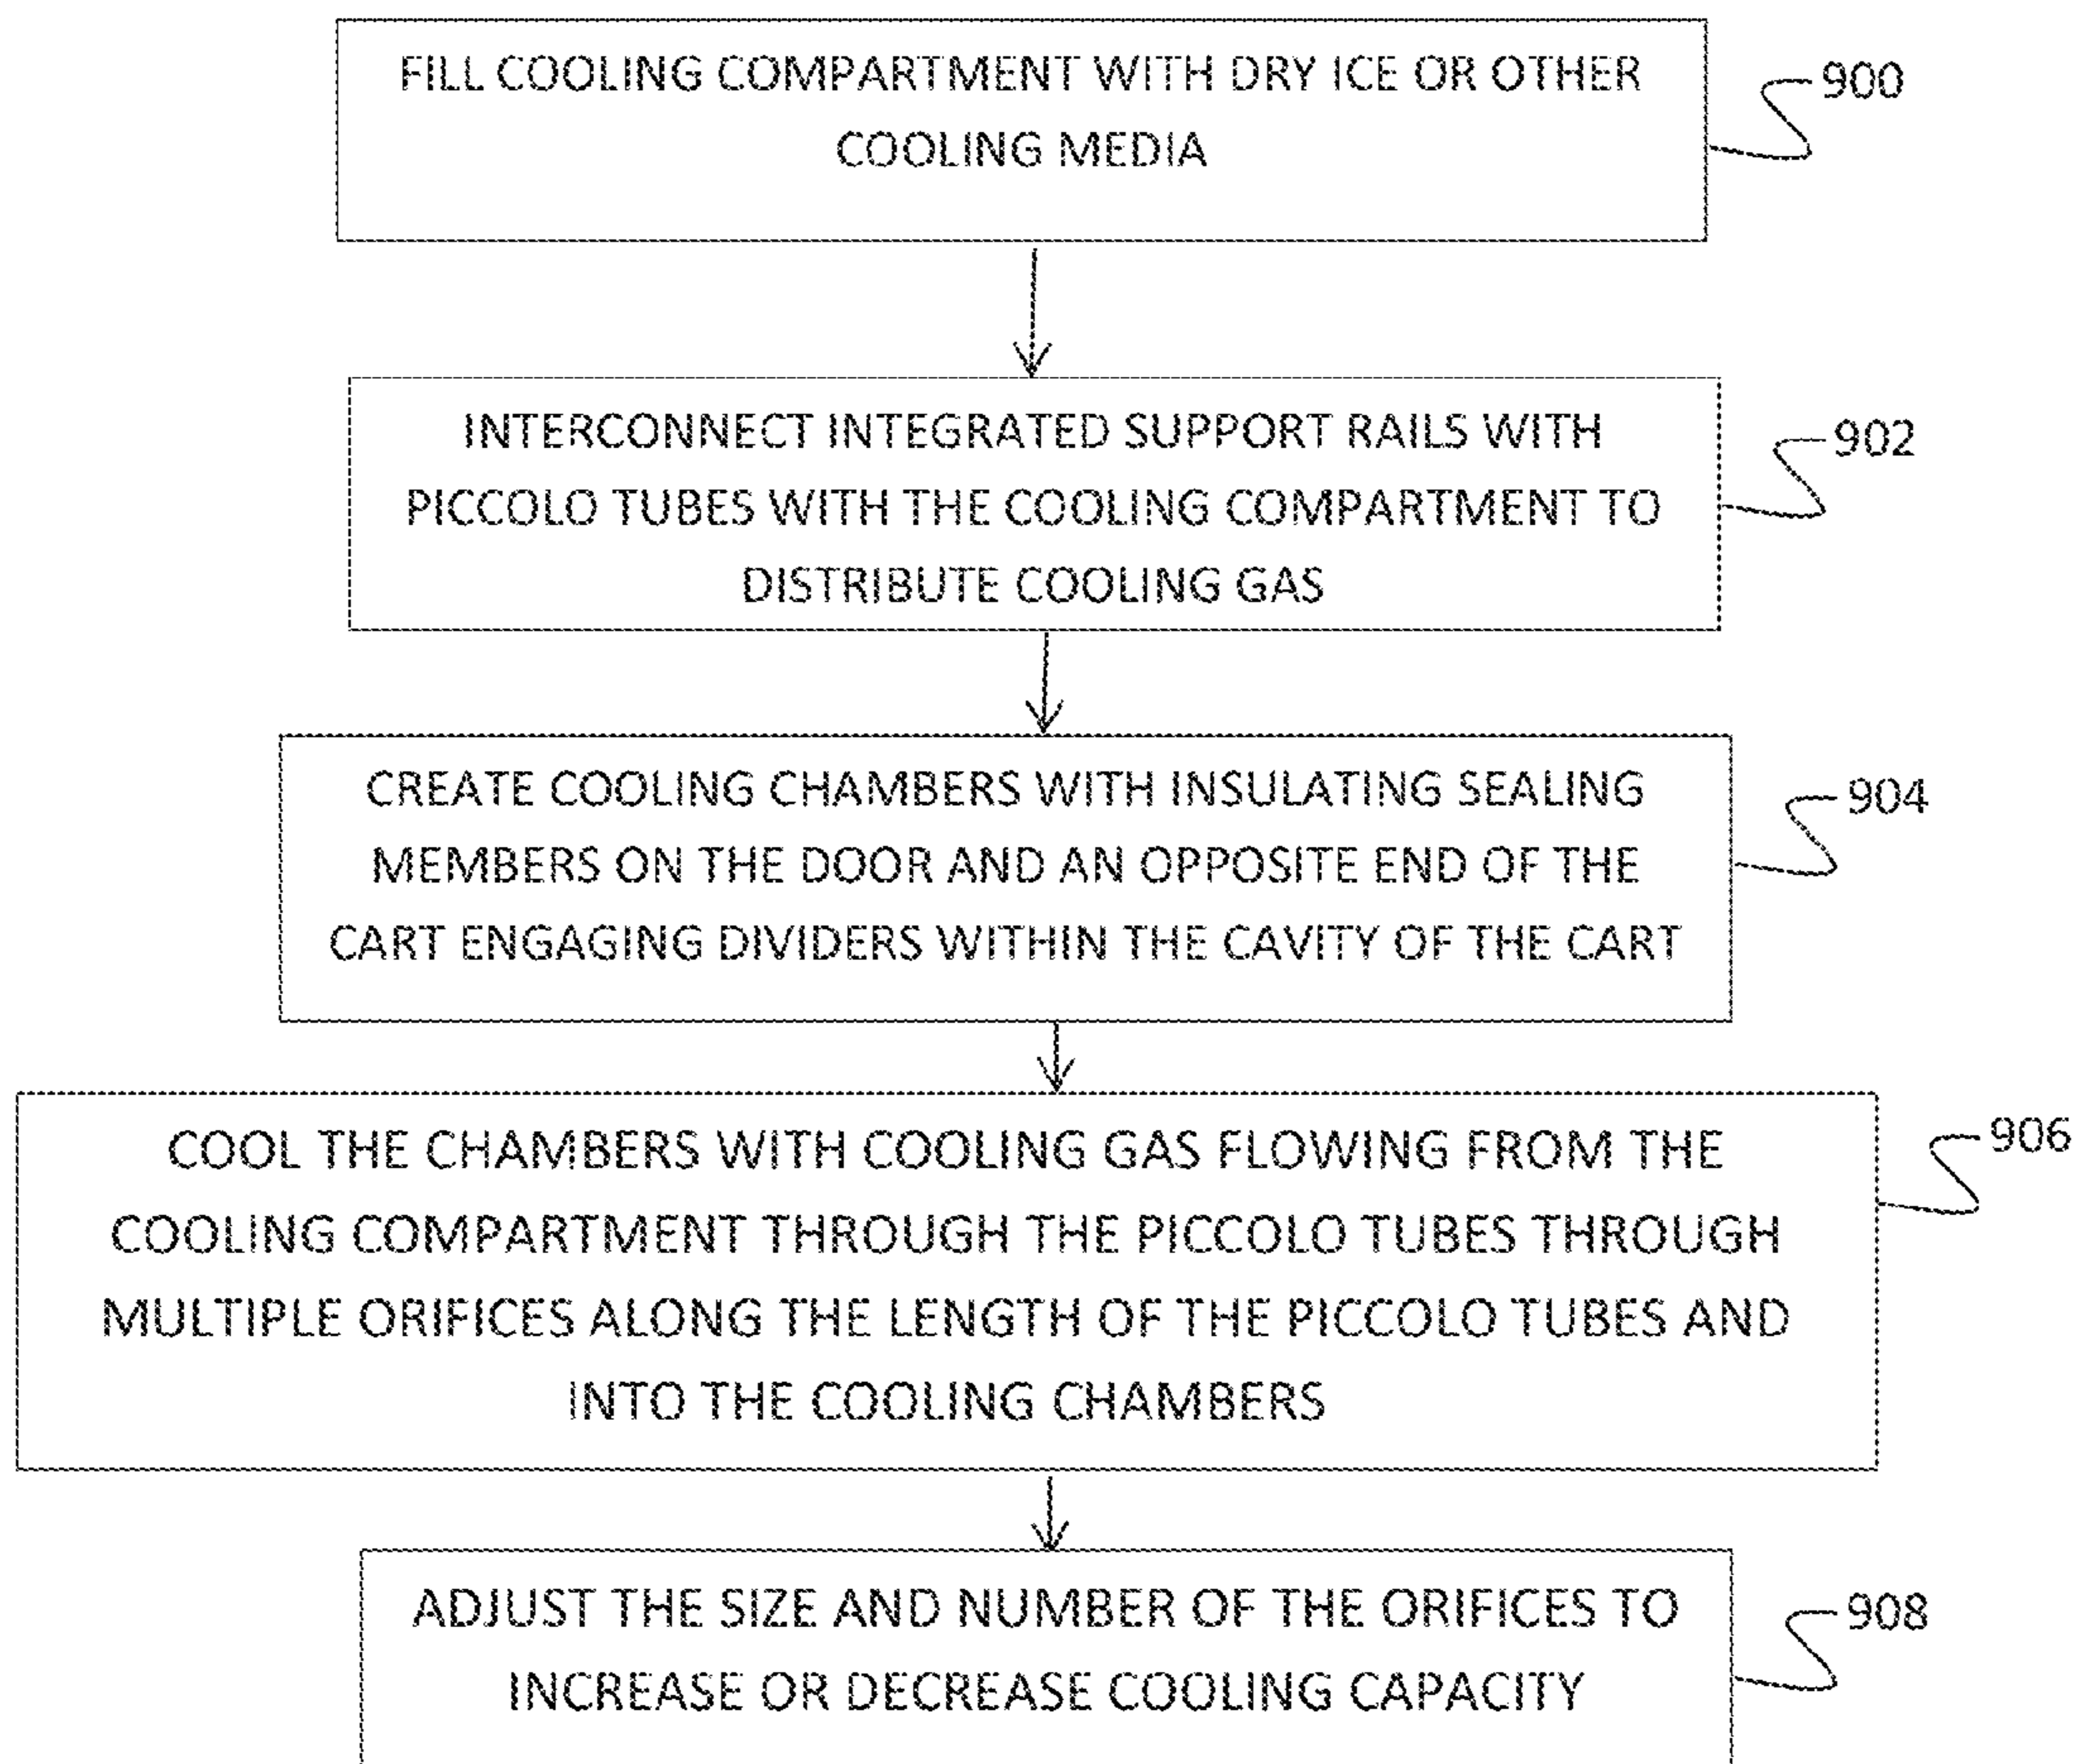 FILL COOLING COMPARTMENT WITH DRY ICE OR OTHER
COOLING MEDIA
900
INTERCONNECT INTEGRATED SUPPORT RAILS WITH
PICCOLO TUBES WITH THE COOLING COMPARTMENT TO
DISTRIBUTE COOLING GAS
902
CREATE COOLING CHAMBERS WITH INSULATING SEALING
MEMBERS ON THE DOOR AND AN OPPOSITE END OF THE
CART ENGAGING DIVIDERS WITHIN THE CAVITY OF THE CART
904
COOL THE CHAMBERS WITH COOLING GAS FLOWING FROM THE
COOLING COMPARTMENT THROUGH THE PICCOLO TUBES THROUGH
MULTIPLE ORIFICES ALONG THE LENGTH OF THE PICCOLO TUBES AND
INTO THE COOLING CHAMBERS
906
ADJUST THE SIZE AND NUMBER OF THE ORIFICES TO
INCREASE OR DECREASE COOLING CAPACITY
908